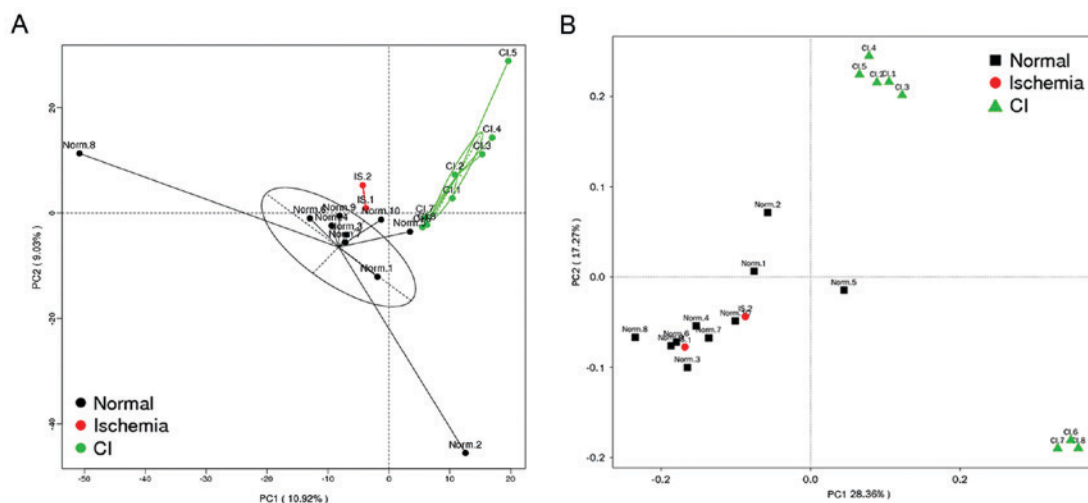 A
CI.5
CI.4
CI.3
Norm.8
CI.2
IS.2
CI.1
IS.1
Norm.9
Norm.10
CI.7
Norm.3
Norm.1
Norm.2
20
0
-20
-40
PC2 ( 9.03%)
Normal
Ischemia
CI
-50
-40
-30
-20
-10
0
10
20
PC1 ( 10.92%)
B
CI.4
CI.5
CI.2
CI.1
CI.3
Normal
Ischemia
CI
Norm.2
Norm.1
Norm.5
IS.2
Norm.4
Norm.8
Norm.6
Norm.7
Norm.3
CI.6
CI.7
CI.8
0.2
0.1
0.0
-0.1
-0.2
PC2 ( 17.27%)
-0.2
0.0
0.2
PC1 28.36%)